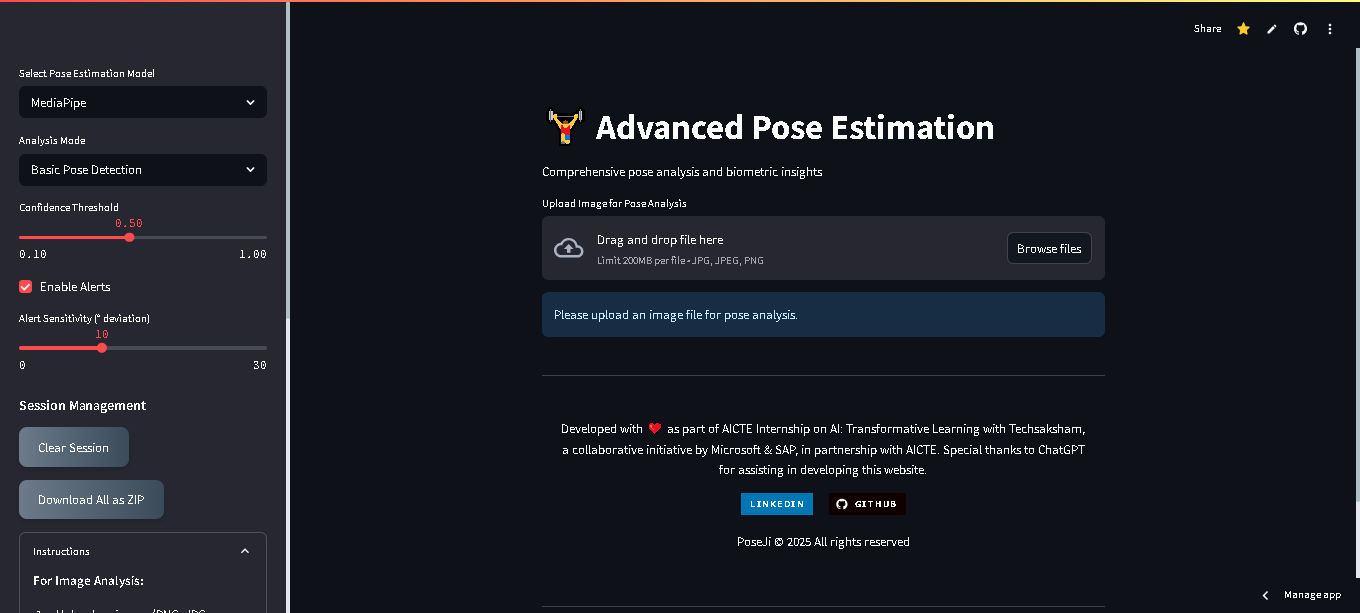 Share
Select Pose Estimation Model
MediaPipe
Analysis Mode
Basic Pose Detection
Confidence Threshold
0.50
0.10 1.00
Enable Alerts
Alert Sensitivity (° deviation)
10
0 30
Session Management
Clear Session
Download All as ZIP
Instructions
For Image Analysis:
Advanced Pose Estimation
Comprehensive pose analysis and biometric insights
Upload Image for Pose Analysis
Drag and drop file here
Limit 200MB per file • JPG, JPEG, PNG
Browse files
Please upload an image file for pose analysis.
Developed with ❤️ as part of AICTE Internship on AI: Transformative Learning with Techsaksham,
a collaborative initiative by Microsoft & SAP, in partnership with AICTE. Special thanks to ChatGPT
for assisting in developing this website.
LINKEDIN
GITHUB
PoseJi © 2025 All rights reserved
Manage app